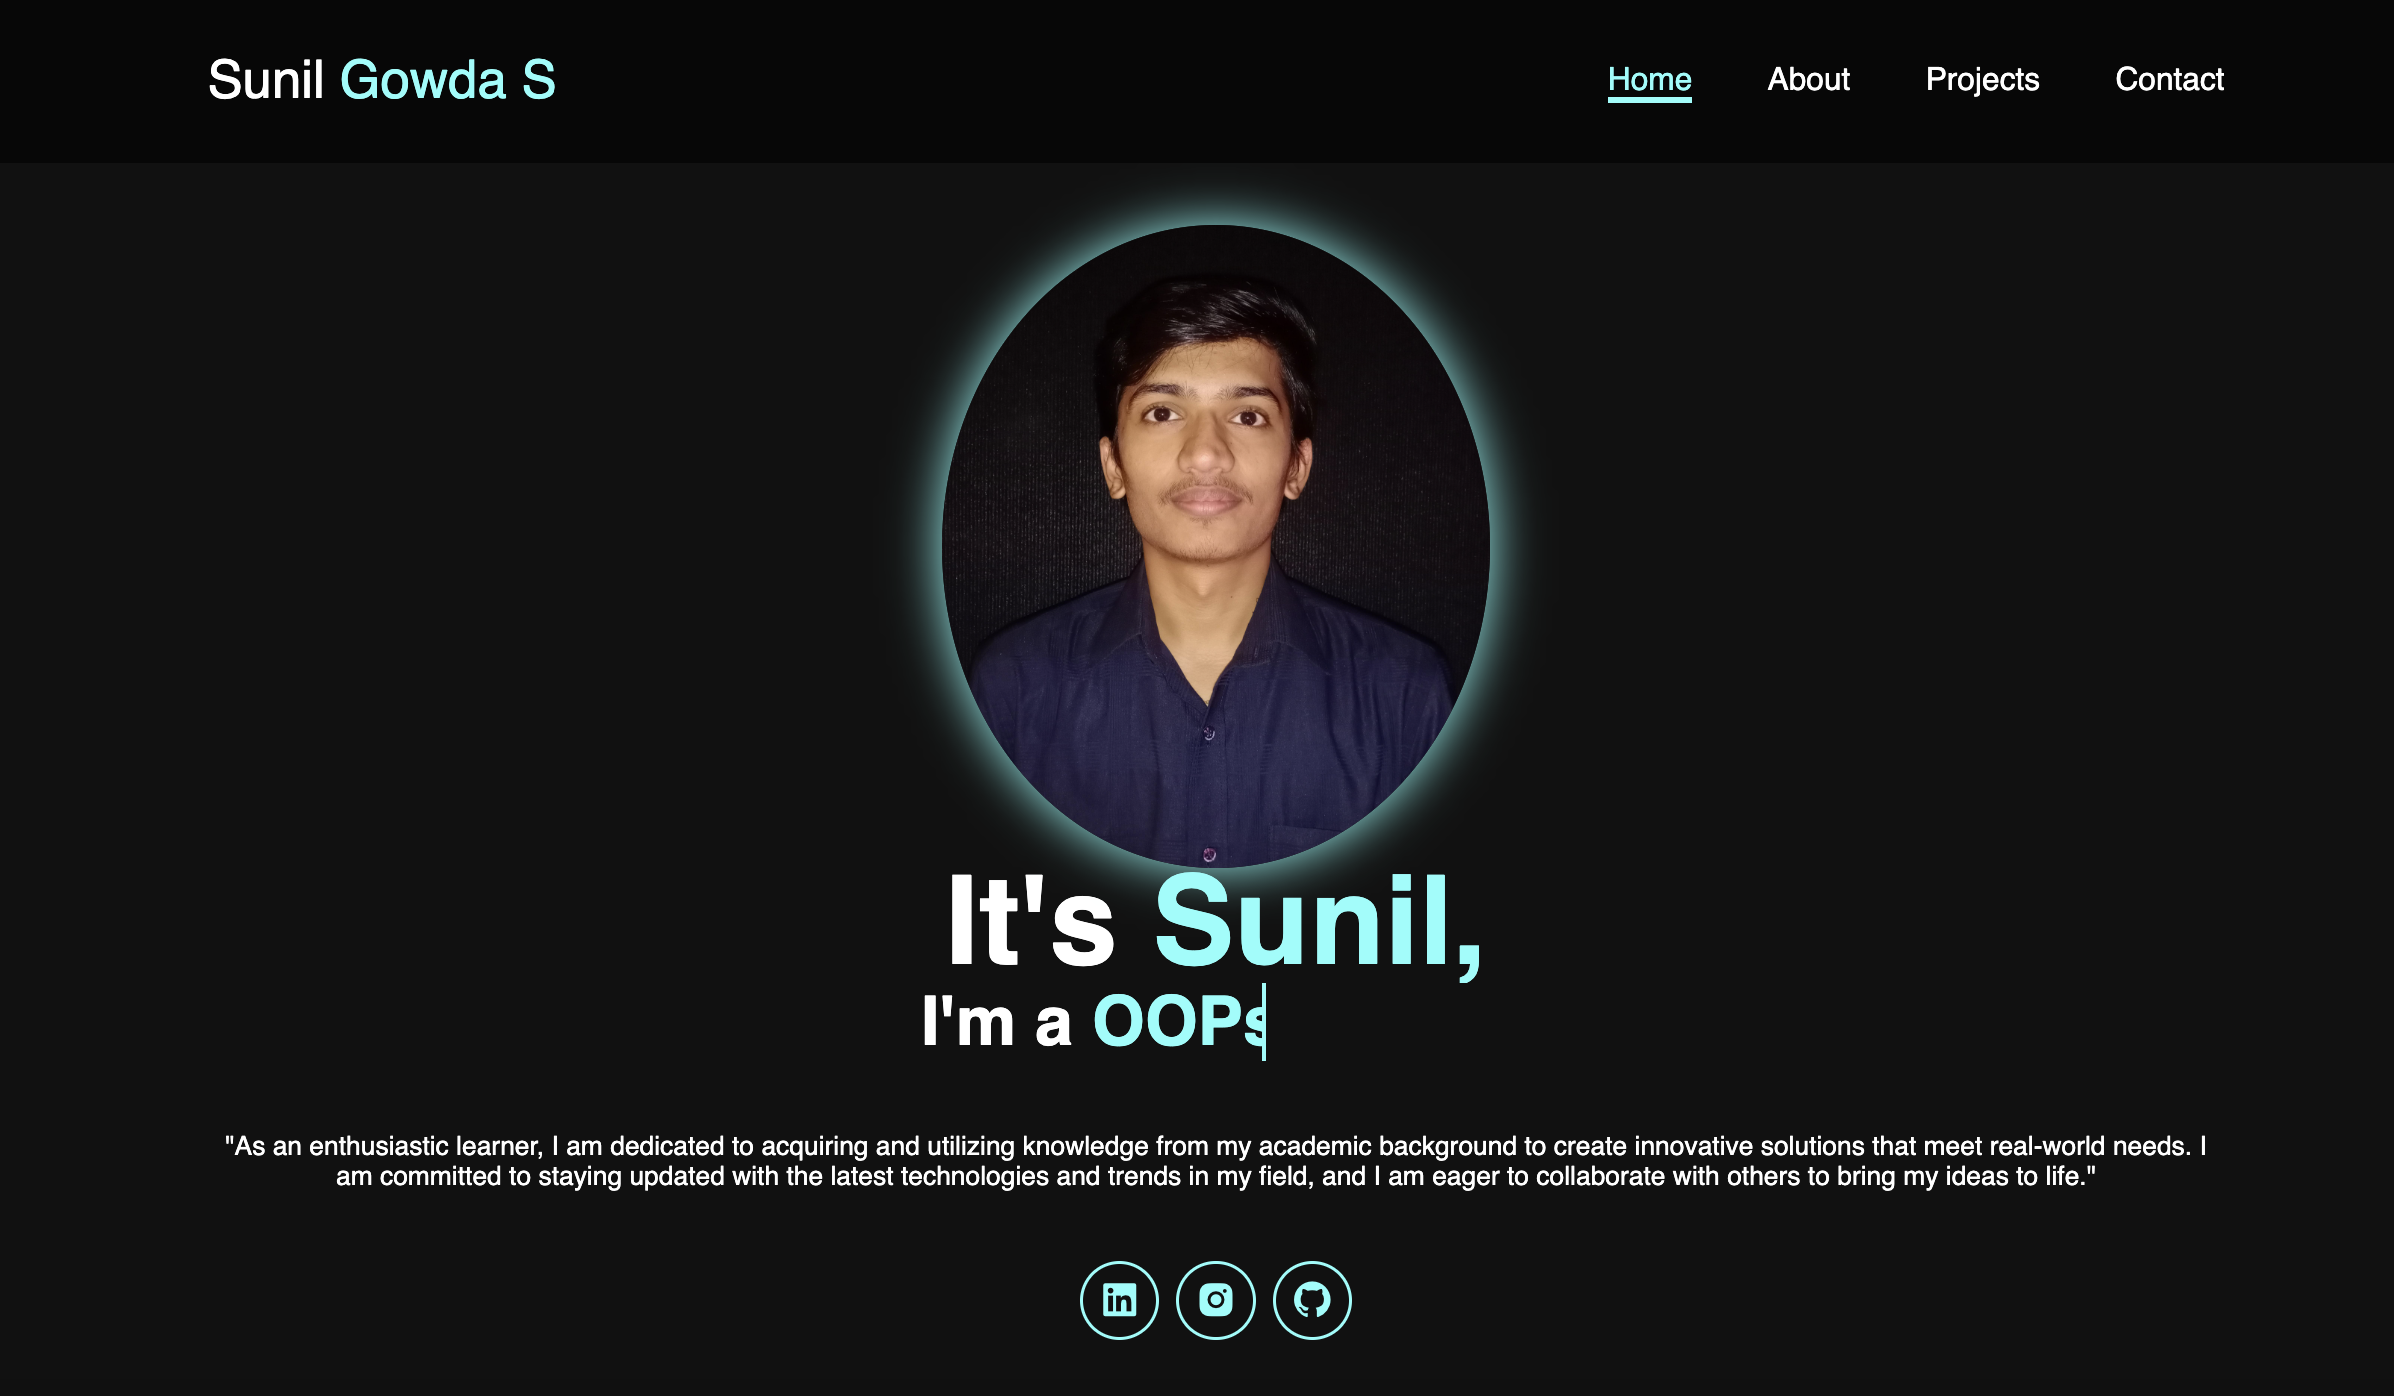 Sunil Gowda S
Home About Projects Contact
It's Sunil,
I'm a OOPs
"As an enthusiastic learner, I am dedicated to acquiring and utilizing knowledge from my academic background to create innovative solutions that meet real-world needs. I
am committed to staying updated with the latest technologies and trends in my field, and I am eager to collaborate with others to bring my ideas to life."
in